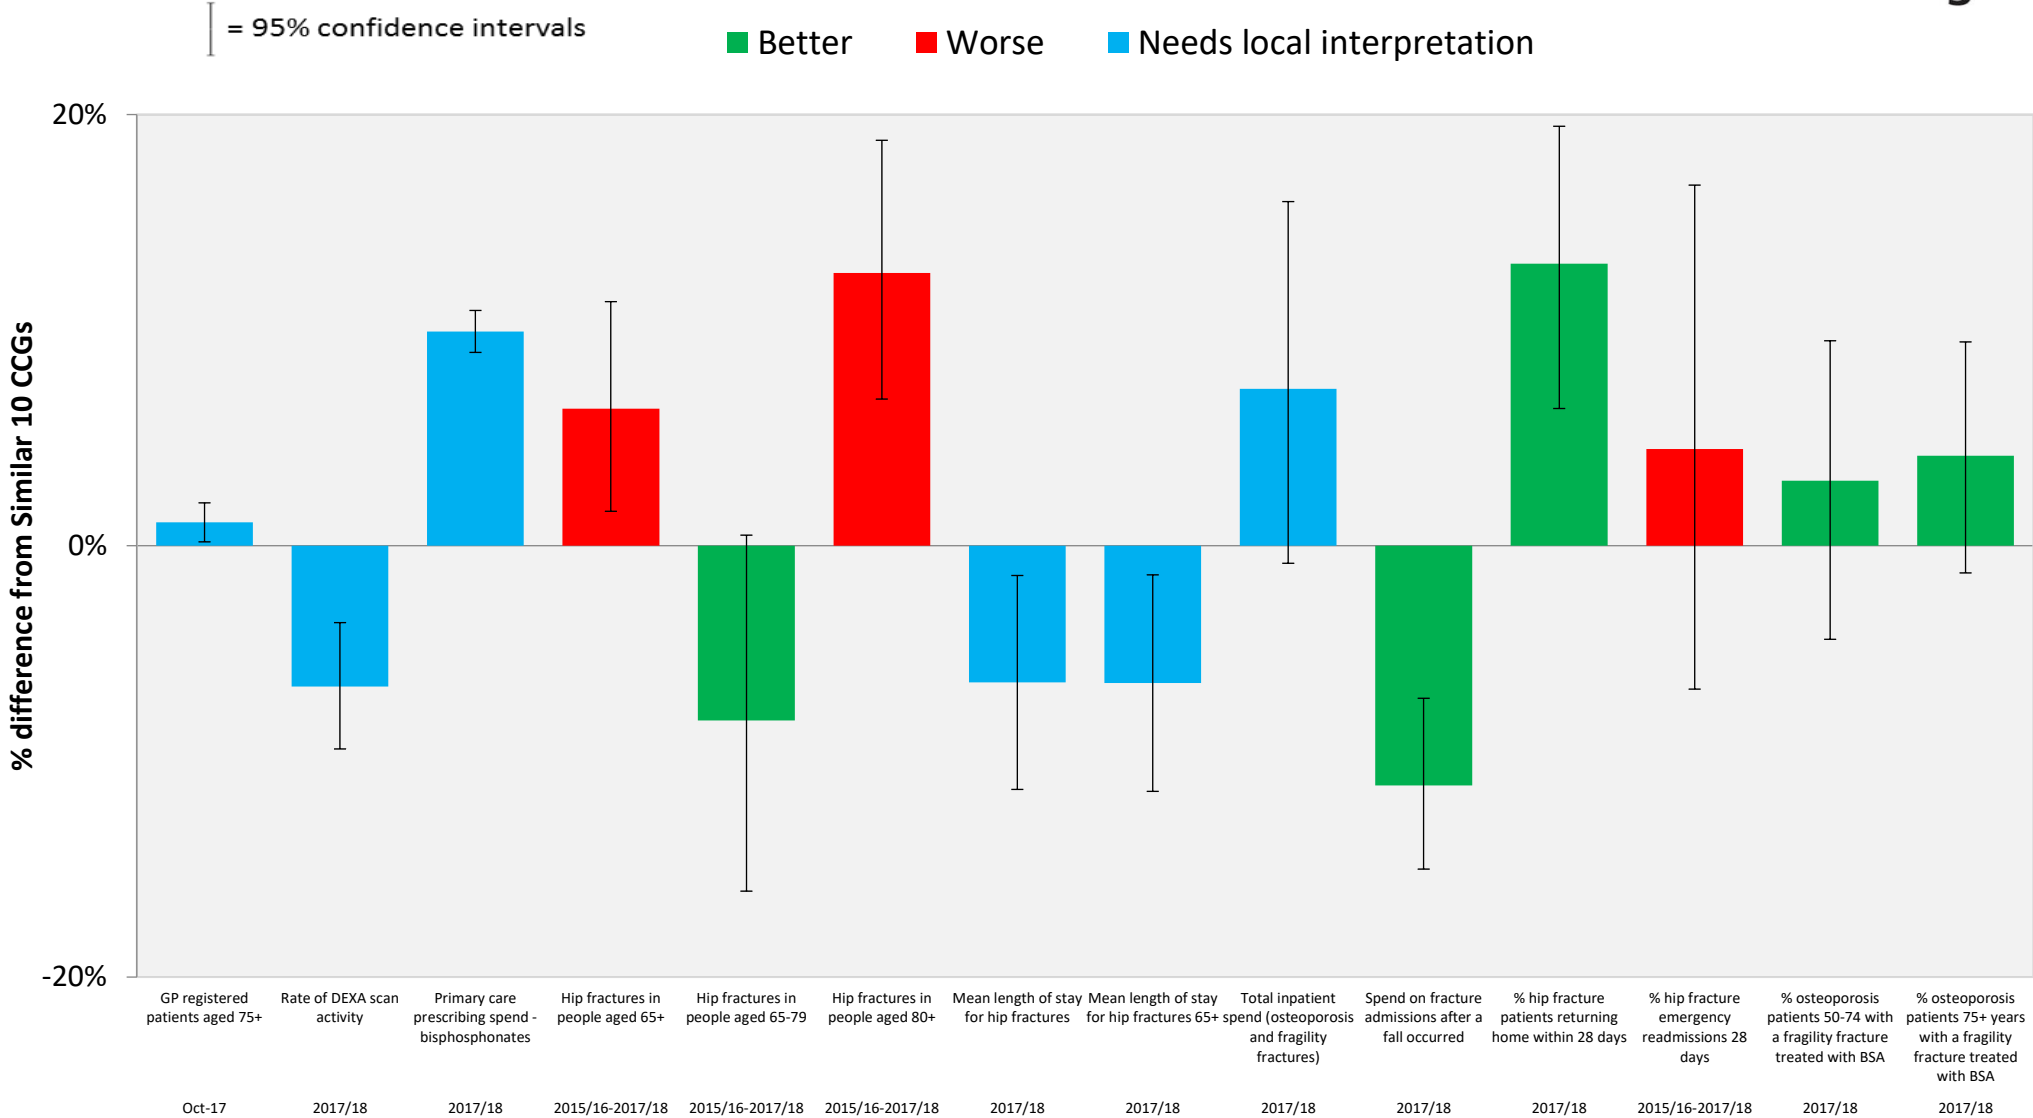 = 95% confidence intervals
Better
Worse
Needs local interpretation
% difference from Similar 10 CCGs
20%
0%
-20%
GP registered
patients aged 75+
Oct-17
Rate of DEXA scan
activity
2017/18
Primary care
prescribing spend -
bisphosphonates
2017/18
Hip fractures in
people aged 65+
2015/16-2017/18
Hip fractures in
people aged 65-79
2015/16-2017/18
Hip fractures in
people aged 80+
2015/16-2017/18
Mean length of stay
for hip fractures
2017/18
Mean length of stay
for hip fractures 65+
2017/18
Total inpatient
spend (osteoporosis
and fragility
fractures)
2017/18
Spend on fracture
admissions after a
fall occurred
2017/18
% hip fracture
patients returning
home within 28 days
2017/18
% hip fracture
emergency
readmissions 28
days
2015/16-2017/18
% osteoporosis
patients 50-74 with
a fragility fracture
treated with BSA
2017/18
% osteoporosis
patients 75+ years
with a fragility
fracture treated
with BSA
2017/18